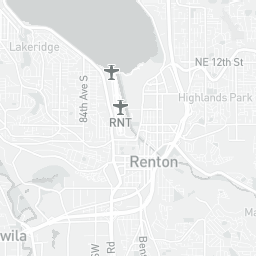 Lakeridge
NE 12th St
84th Ave S
Highlands Park
RNT
Renton
Ma
wila
SW
Rd
Ben